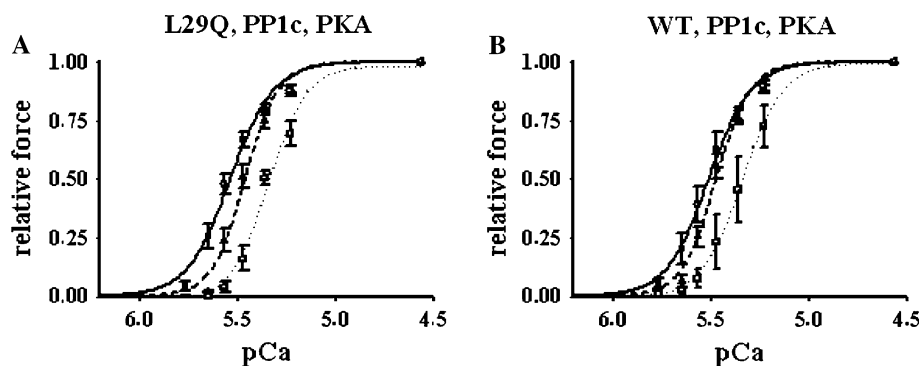 A
L29Q, PP1c, PKA
relative force
1.00
0.75
0.50
0.25
0.00
6.0
5.5
5.0
4.5
pCa
B
WT, PP1c, PKA
relative force
1.00
0.75
0.50
0.25
0.00
6.0
5.5
5.0
4.5
pCa